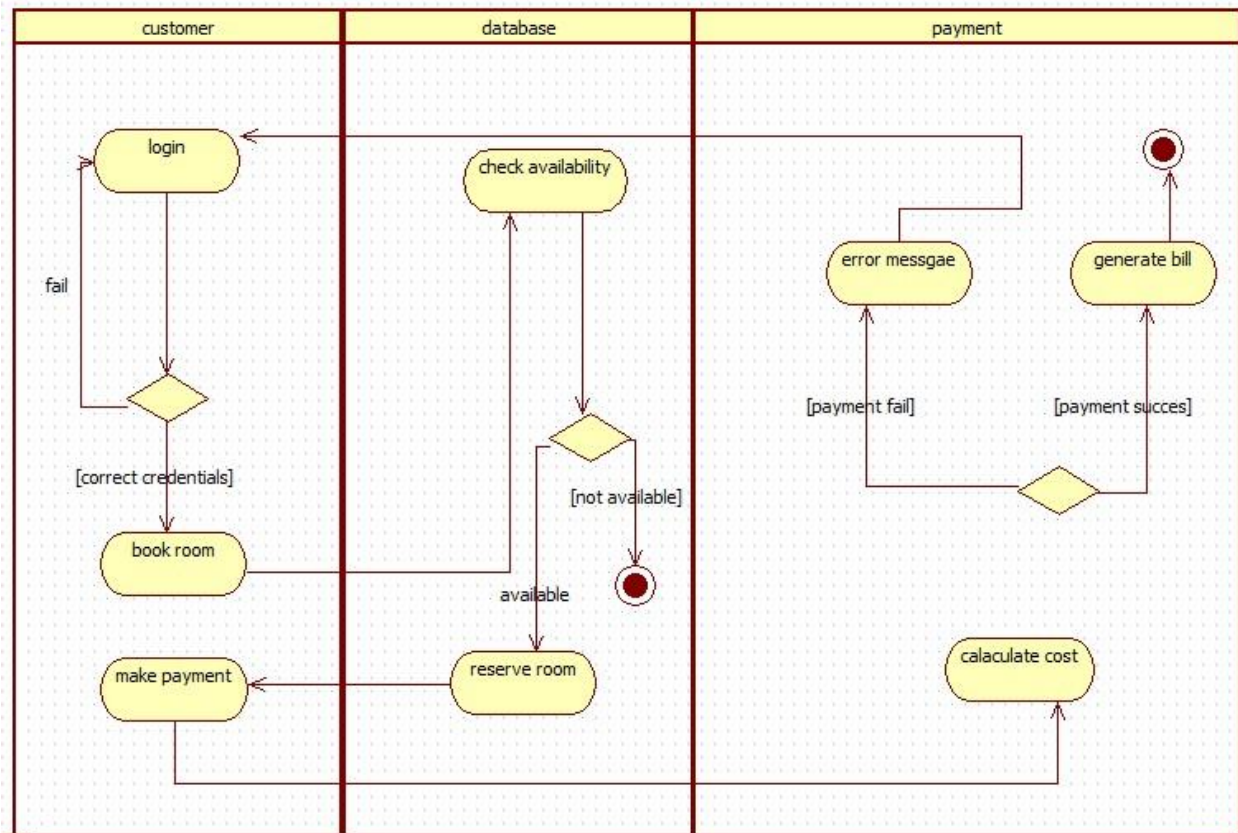 customer
database
payment
login
check availability
error messgae
generate bill
fail
[payment fail]
[payment succes]
[correct credentials]
[not available]
book room
available
make payment
reserve room
calaculate cost